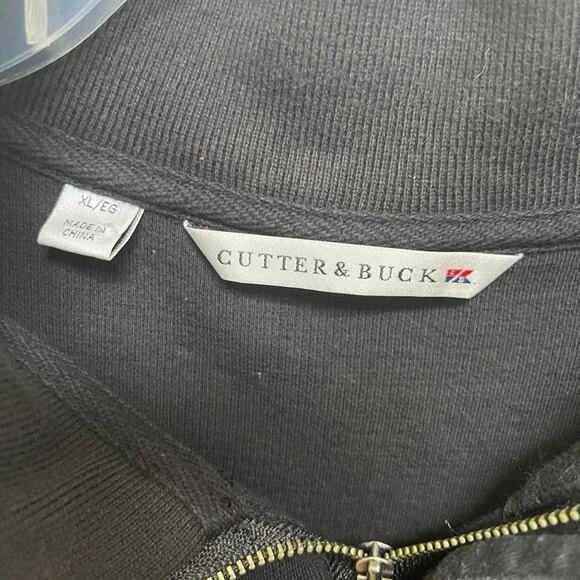 XL/EG
MADE IN
CHINA
CUTTER & BUCK